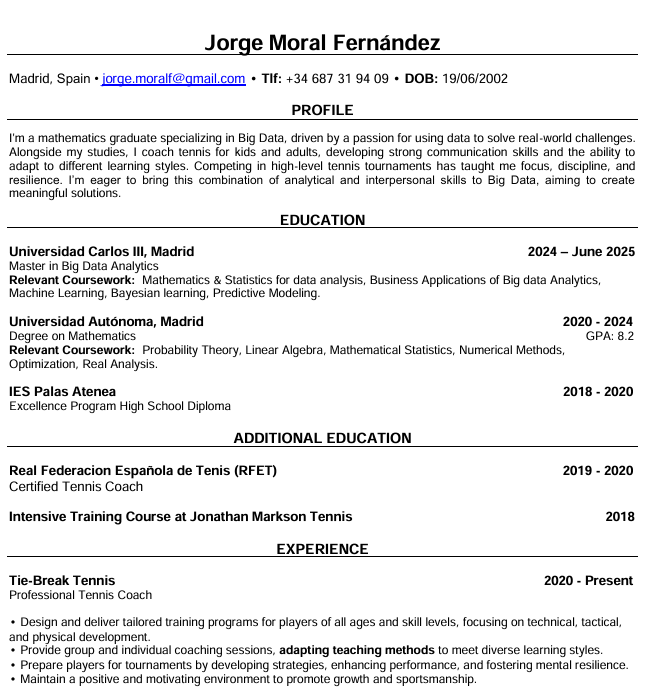 Jorge Moral Fernández
Madrid, Spain • jorge.moralf@gmail.com • Tlf: +34 687 31 94 09 • DOB: 19/06/2002
PROFILE
I'm a mathematics graduate specializing in Big Data, driven by a passion for using data to solve real-world challenges.
Alongside my studies, I coach tennis for kids and adults, developing strong communication skills and the ability to
adapt to different learning styles. Competing in high-level tennis tournaments has taught me focus, discipline, and
resilience. I'm eager to bring this combination of analytical and interpersonal skills to Big Data, aiming to create
meaningful solutions.
EDUCATION
Universidad Carlos III, Madrid 2024 – June 2025
Master in Big Data Analytics
Relevant Coursework: Mathematics & Statistics for data analysis, Business Applications of Big data Analytics,
Machine Learning, Bayesian learning, Predictive Modeling.
Universidad Autónoma, Madrid 2020 - 2024
Degree on Mathematics GPA: 8.2
Relevant Coursework: Probability Theory, Linear Algebra, Mathematical Statistics, Numerical Methods,
Optimization, Real Analysis.
IES Palas Atenea 2018 - 2020
Excellence Program High School Diploma
ADDITIONAL EDUCATION
Real Federacion Española de Tenis (RFET) 2019 - 2020
Certified Tennis Coach
Intensive Training Course at Jonathan Markson Tennis 2018
EXPERIENCE
Tie-Break Tennis 2020 - Present
Professional Tennis Coach
• Design and deliver tailored training programs for players of all ages and skill levels, focusing on technical, tactical,
and physical development.
• Provide group and individual coaching sessions, adapting teaching methods to meet diverse learning styles.
• Prepare players for tournaments by developing strategies, enhancing performance, and fostering mental resilience.
• Maintain a positive and motivating environment to promote growth and sportsmanship.